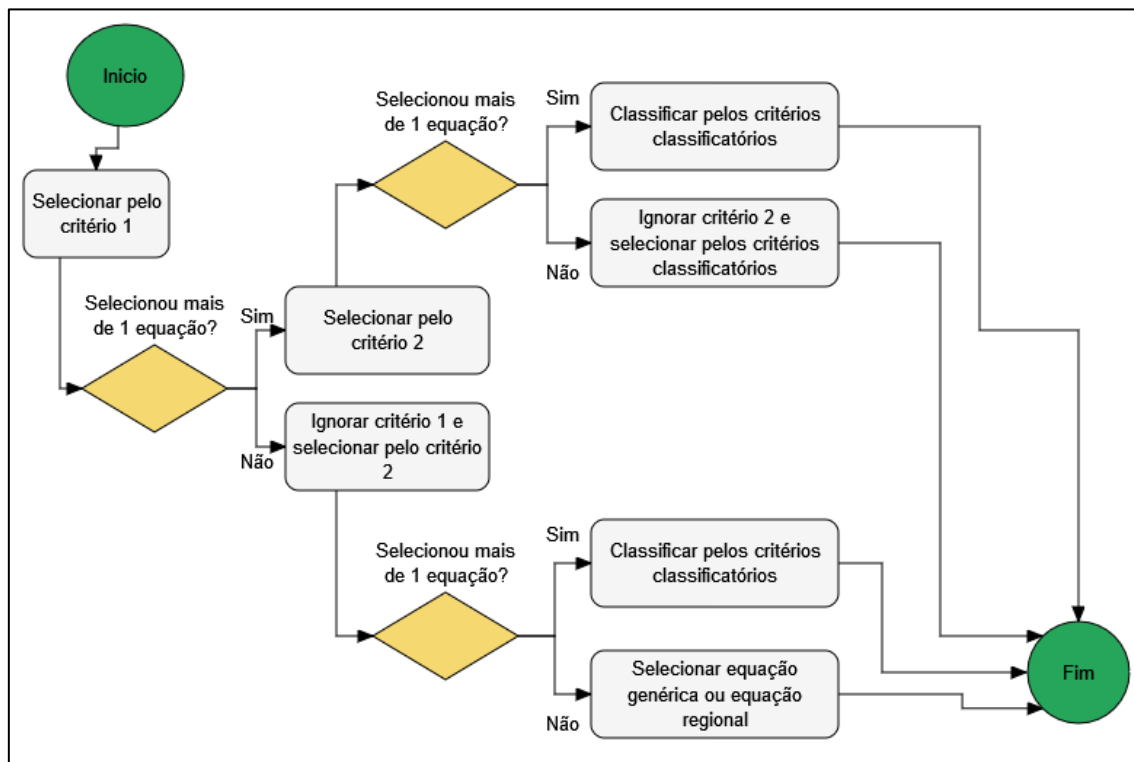 Inicio
Selecionar pelo
critério 1
Selecionou mais
de 1 equação?
Sim
Não
Selecionar pelo
critério 2
Ignorar critério 1 e
selecionar pelo critério
2
Selecionou mais
de 1 equação?
Sim
Não
Classificar pelos critérios
classificatórios
Ignorar critério 2 e
selecionar pelos critérios
classificatórios
Selecionou mais
de 1 equação?
Sim
Não
Classificar pelos critérios
classificatórios
Selecionar equação
genérica ou equação
regional
Fim